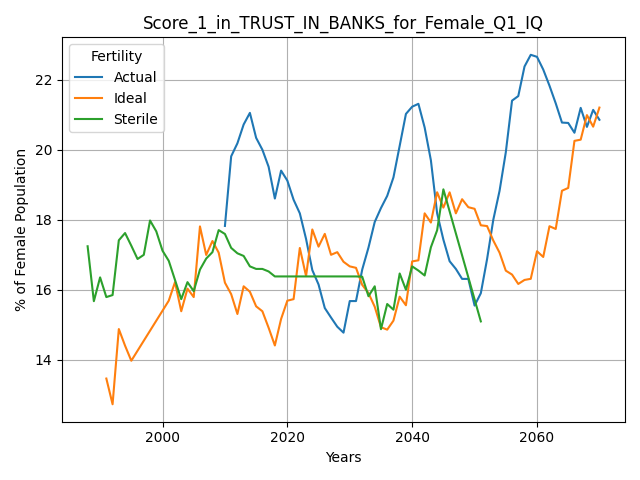 Score_1_in_TRUST_IN_BANKS_for_Female_Q1_IQ
Fertility
Actual
Ideal
Sterile
% of Female Population
22
20
18
16
14
2000
2020
2040
2060
Years